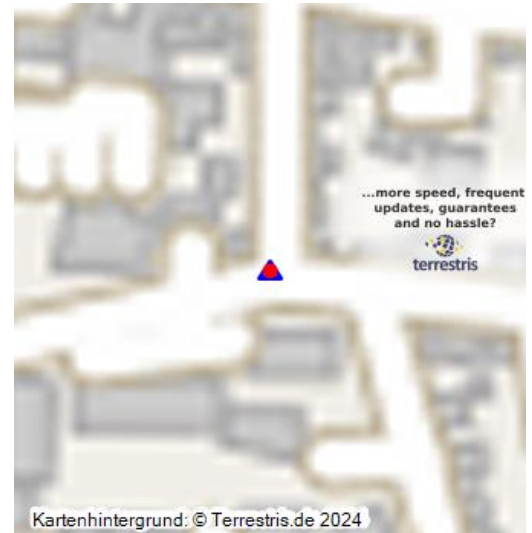 ...more speed, frequent
updates, guarantees
and no hassle?
terrestris
Kartenhintergrund: © Terrestris.de 2024